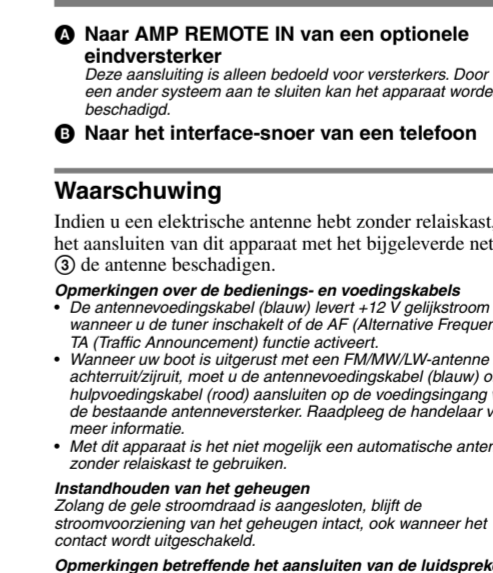 Ⓐ Naar AMP REMOTE IN van een optionele
eindversterker
Deze aansluiting is alleen bedoeld voor versterkers. Door
een ander systeem aan te sluiten kan het apparaat worde
beschadigd.
Ⓑ Naar het interface-snoer van een telefoon
Waarschuwing
Indien u een elektrische antenne hebt zonder relaiskast,
het aansluiten van dit apparaat met het bijgeleverde net
③ de antenne beschadigen.
Opmerkingen over de bedienings- en voedingskabels
• De antennevoedingskabel (blauw) levert +12 V gelijkstroom
wanneer u de tuner inschakelt of de AF (Alternative Frequen
TA (Traffic Announcement) functie activeert.
• Wanneer uw boot is uitgerust met een FM/MW/LW-antenne
achterruit/zijruit, moet u de antennevoedingskabel (blauw) o
hulpvoedingskabel (rood) aansluiten op de voedingsingang
de bestaande antenneversterker. Raadpleeg de handelaar v
meer informatie.
• Met dit apparaat is het niet mogelijk een automatische anten
zonder relaiskast te gebruiken.
Instandhouden van het geheugen
Zolang de gele stroomdraad is aangesloten, blijft de
stroomvoorziening van het geheugen intact, ook wanneer het
contact wordt uitgeschakeld.
Opmerkingen betreffende het aansluiten van de luidspreke